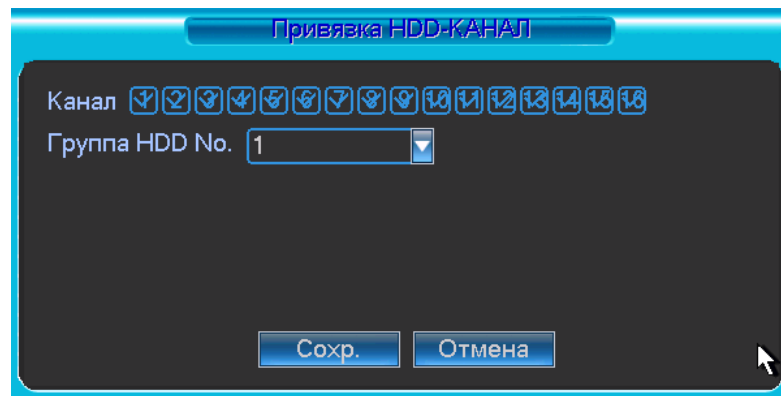 Привязка HDD-КАНАЛ
Канал 1 2 3 4 5 6 7 8 9 10 11 12 13 14 15 16
Группа HDD No. 1
Сохр. Отмена